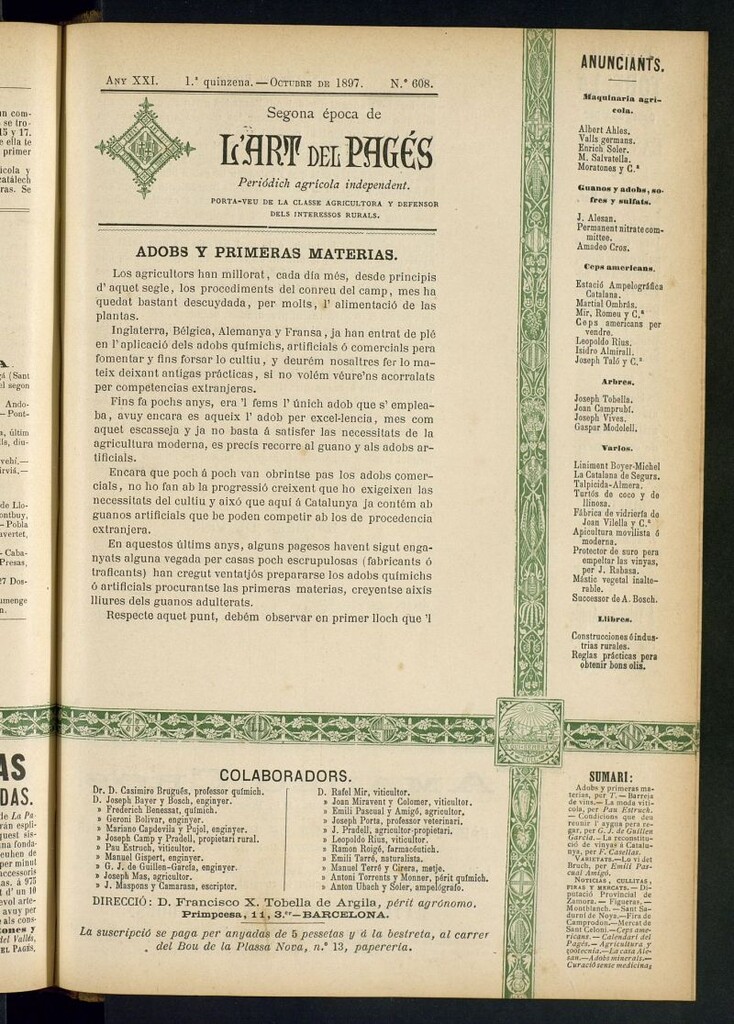 ANY XXI.     1.ª quinzena.—OCTUBRE DE 1897.     N.º 608.
Segona época de
L'ART DEL PAGÉS
Periódich agrícola independent.
PORTA-VEU DE LA CLASSE AGRICULTORA Y DEFENSOR
DELS INTERESSOS RURALS.
ADOBS Y PRIMERAS MATERIAS.
Los agricultors han millorat, cada día més, desde principis
d' aquet segle, los procediments del conreu del camp, mes ha
quedat bastant descuydada, per molts, l' alimentació de las
plantas.
Inglaterra, Bélgica, Alemanya y Fransa, ja han entrat de plé
en l' aplicació dels adobs químichs, artificials ó comercials pera
fomentar y fins forsar lo cultiu, y deurém nosaltres fer lo ma-
teix deixant antigas prácticas, si no volém véure'ns acorralats
per competencias extranjeras.
Fins fa pochs anys, era 'l fems l' únich adob que s' emplea-
ba, avuy encara es aqueix l' adob per excel-lencia, mes com
aquet escasseja y ja no basta á satisfer las necessitats de la
agricultura moderna, es precís recorre al guano y als adobs ar-
tificials.
Encara que poch á poch van obrintse pas los adobs comer-
cials, no ho fan ab la progressió creixent que ho exigeixen las
necessitats del cultiu y aixó que aquí á Catalunya ja contém ab
guanos artificials que be poden competir ab los de procedencia
extranjera.
En aquestos últims anys, alguns pagesos havent sigut enga-
nyats alguna vegada per casas poch escrupulosas (fabricants ó
traficants) han cregut ventatjós prepararse los adobs químichs
ó artificials procurantse las primeras materias, creyentse aixís
lliures dels guanos adulterats.
Respecte aquet punt, debém observar en primer lloch que 'l
ANUNCIANTS.
Maquinaria agrí-
cola.
Albert Ahles.
Valls germans.
Enrich Soler.
M. Salvatella.
Moratones y C.ª
Guanos y adobs, so-
fres y sulfats.
J. Alesan.
Permanent nitrate com-
mittee.
Amadeo Cros.
Ceps americans.
Estació Ampelográfica
Catalana.
Martial Ombrás.
Mir, Romeu y C.ª
Ceps americans per
vendre.
Leopoldo Rius.
Isidro Almirall.
Joseph Taló y C.ª
Arbres.
Joseph Tobella.
Joan Camprubí.
Joseph Vives.
Gaspar Modolell.
Varios.
Liniment Boyer-Michel
La Catalana de Segurs.
Talpicida-Almera.
Turtós de coco y de
llinosa.
Fábrica de vidriería de
Joan Vilella y C.ª
Apicultura movilista ó
moderna.
Protector de suro pera
empeltar las vinyas,
per J. Rabasa.
Mástic vegetal inalte-
rable.
Successor de A. Bosch.
Llibres.
Construcciones é indus-
trias rurales.
Reglas prácticas pera
obtenir bons olis.
COLABORADORS.
Dr. D. Casimiro Brugués, professor químich.
D. Joseph Bayer y Bosch, enginyer.
» Frederich Benessat, químich.
» Geroni Bolívar, enginyer.
» Mariano Capdevila y Pujol, enginyer.
» Joseph Camp y Pradell, propietari rural.
» Pau Estruch, viticultor.
» Manuel Gispert, enginyer.
» G. J. de Guillén-García, enginyer.
» Joseph Mas, agricultor.
» J. Maspons y Camarasa, escriptor.
D. Rafel Mir, viticultor.
» Joan Miravent y Colomer, viticultor.
» Emili Pascual y Amigó, agricultor.
» Joseph Porta, professor veterinari.
» J. Pradell, agricultor-propietari.
» Leopoldo Rius, viticultor.
» Ramon Roigé, farmacéutich.
» Emili Tarré, naturalista.
» Manuel Terré y Cirera, metje.
» Antoni Torrents y Monner, périt químich.
» Anton Ubach y Soler, ampelógrafo.
DIRECCIÓ: D. Francisco X. Tobella de Argila, périt agrónomo.
Primpcesa, 11, 3.er—BARCELONA.
La suscripció se paga per anyadas de 5 pessetas y á la bestreta, al carrer
del Bou de la Plassa Nova, n.º 13, papereria.
SUMARI:
Adobs y primeras ma-
terias, per T.—Barreja
de vins.—La moda vití-
cola, per Pau Estruch.
—Condicions que deu
reunir l'aygua pera re-
gar, per G. J. de Guillen
García.—La reconstitu-
ció de vinyas á Catalu-
nya, per F. Casellas.
VARIETATS.—Lo vi del
Bruch, per Emili Pas-
cual Amigó.
NOTICIAS, CULLITAS,
FIRAS Y MERCATS.—Di-
putació Provincial de
Zamora.—Figueras.—
Montblanch.—Sant Sa-
durní de Noya.—Fira de
Camprodon.—Mercat de
Sant Celoni.—Ceps ame-
ricans.—Calendari del
Pagés.—Agricultura y
zootecnia.—La casa Ale-
san.—Adobs minerals.—
Curació sense medicinas